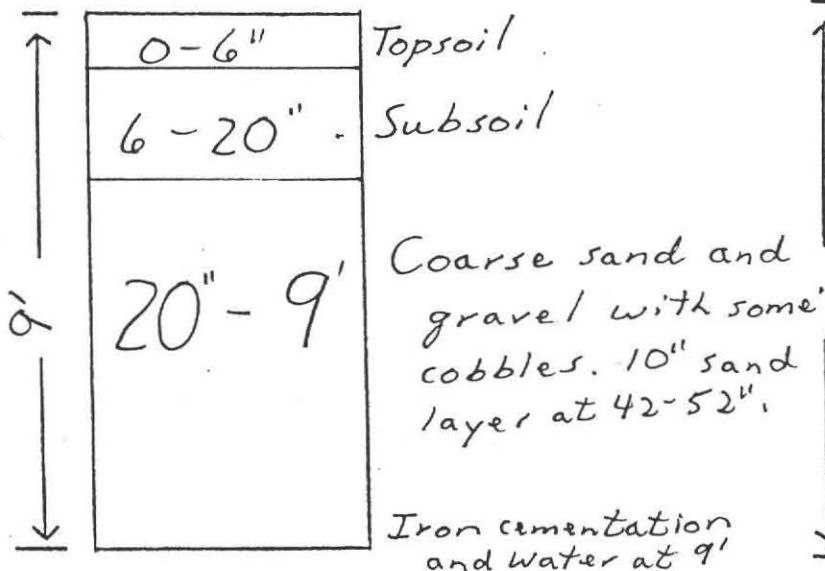 0-6" Topsoil.
6-20". Subsoil
9'
20"-9'
Coarse sand and
gravel with some
cobbles. 10" sand
layer at 42-52".
Iron cementation
and water at 9'